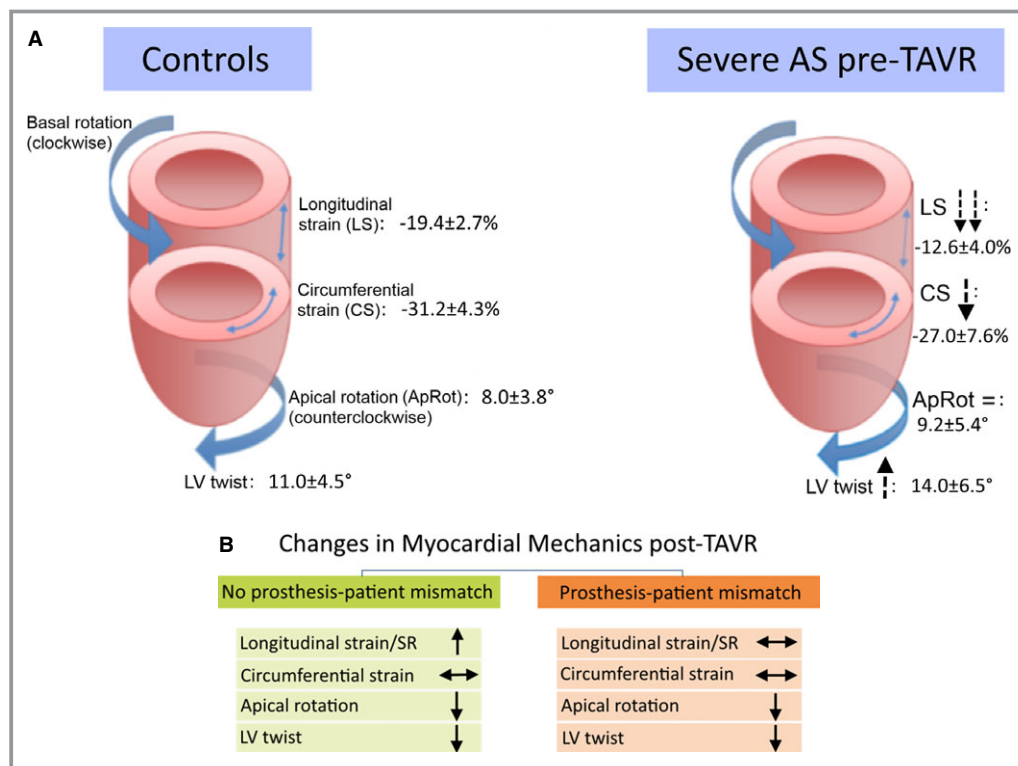 A
Controls
Basal rotation
(clockwise)
Longitudinal
strain (LS): -19.4±2.7%
Circumferential
strain (CS): -31.2±4.3%
Apical rotation (ApRot): 8.0±3.8°
(counterclockwise)
LV twist: 11.0±4.5°
Severe AS pre-TAVR
LS :
-12.6±4.0%
CS :
-27.0±7.6%
ApRot =:
9.2±5.4°
LV twist : 14.0±6.5°
B
Changes in Myocardial Mechanics post-TAVR
No prosthesis-patient mismatch
Longitudinal strain/SR ↑
Circumferential strain ↔
Apical rotation ↓
LV twist ↓
Prosthesis-patient mismatch
Longitudinal strain/SR ↔
Circumferential strain ↔
Apical rotation ↓
LV twist ↓